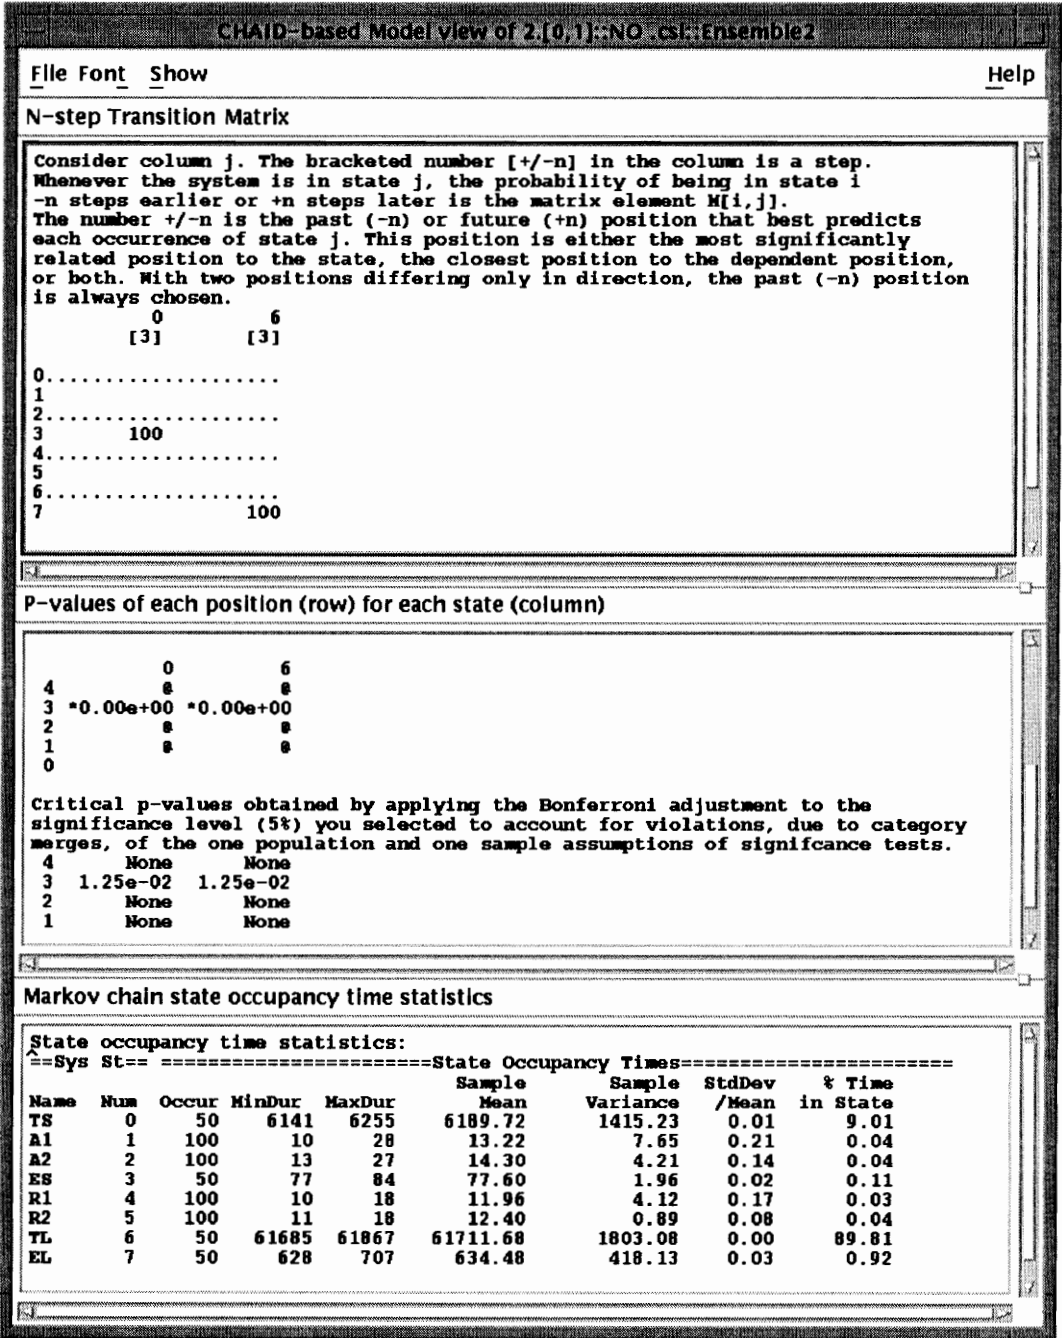 CHAID-based Model view of 2.[0,1]::NO .csl::Ensemble2
File Font Show Help
N-step Transition Matrix
Consider column j. The bracketed number [+/-n] in the column is a step.
Whenever the system is in state j, the probability of being in state i
-n steps earlier or +n steps later is the matrix element M[i,j].
The number +/-n is the past (-n) or future (+n) position that best predicts
each occurrence of state j. This position is either the most significantly
related position to the state, the closest position to the dependent position,
or both. With two positions differing only in direction, the past (-n) position
is always chosen.
0 6
[3] [3]
0....................
1
2....................
3 100
4....................
5
6....................
7 100
P-values of each position (row) for each state (column)
0 6
4 @ @
3 *0.00e+00 *0.00e+00
2 @ @
1 @ @
0
Critical p-values obtained by applying the Bonferroni adjustment to the
significance level (5%) you selected to account for violations, due to category
merges, of the one population and one sample assumptions of signifcance tests.
4 None None
3 1.25e-02 1.25e-02
2 None None
1 None None
Markov chain state occupancy time statistics
State occupancy time statistics:
==Sys St== =======================State Occupancy Times=======================
Sample Sample StdDev % Time
Name Num Occur MinDur MaxDur Mean Variance /Mean in State
TS 0 50 6141 6255 6189.72 1415.23 0.01 9.01
A1 1 100 10 28 13.22 7.65 0.21 0.04
A2 2 100 13 27 14.30 4.21 0.14 0.04
ES 3 50 77 84 77.60 1.96 0.02 0.11
R1 4 100 10 18 11.96 4.12 0.17 0.03
R2 5 100 11 18 12.40 0.89 0.08 0.04
TL 6 50 61685 61867 61711.68 1803.08 0.00 89.81
EL 7 50 628 707 634.48 418.13 0.03 0.92